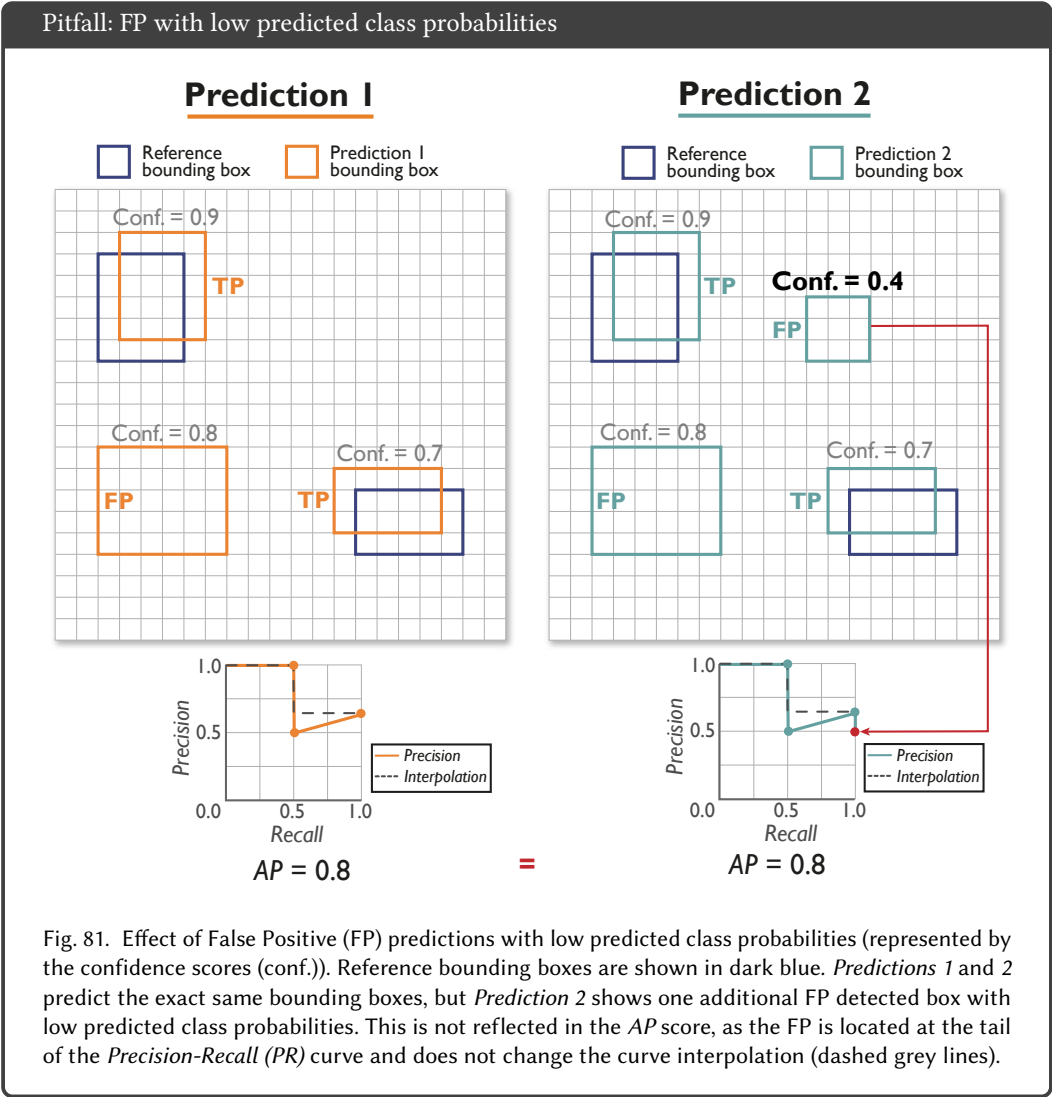 Pitfall: FP with low predicted class probabilities
Prediction 1
Reference
bounding box
Prediction 1
bounding box
Conf. = 0.9
TP
Conf. = 0.8
FP
Conf. = 0.7
TP
1.0
0.5
0.0
0.5
1.0
Precision
Recall
Precision
Interpolation
AP = 0.8
=
Prediction 2
Reference
bounding box
Prediction 2
bounding box
Conf. = 0.9
TP
Conf. = 0.4
FP
Conf. = 0.8
FP
Conf. = 0.7
TP
1.0
0.5
0.0
0.5
1.0
Precision
Recall
Precision
Interpolation
AP = 0.8
Fig. 81. Effect of False Positive (FP) predictions with low predicted class probabilities (represented by
the confidence scores (conf.)). Reference bounding boxes are shown in dark blue. Predictions 1 and 2
predict the exact same bounding boxes, but Prediction 2 shows one additional FP detected box with
low predicted class probabilities. This is not reflected in the AP score, as the FP is located at the tail
of the Precision-Recall (PR) curve and does not change the curve interpolation (dashed grey lines).